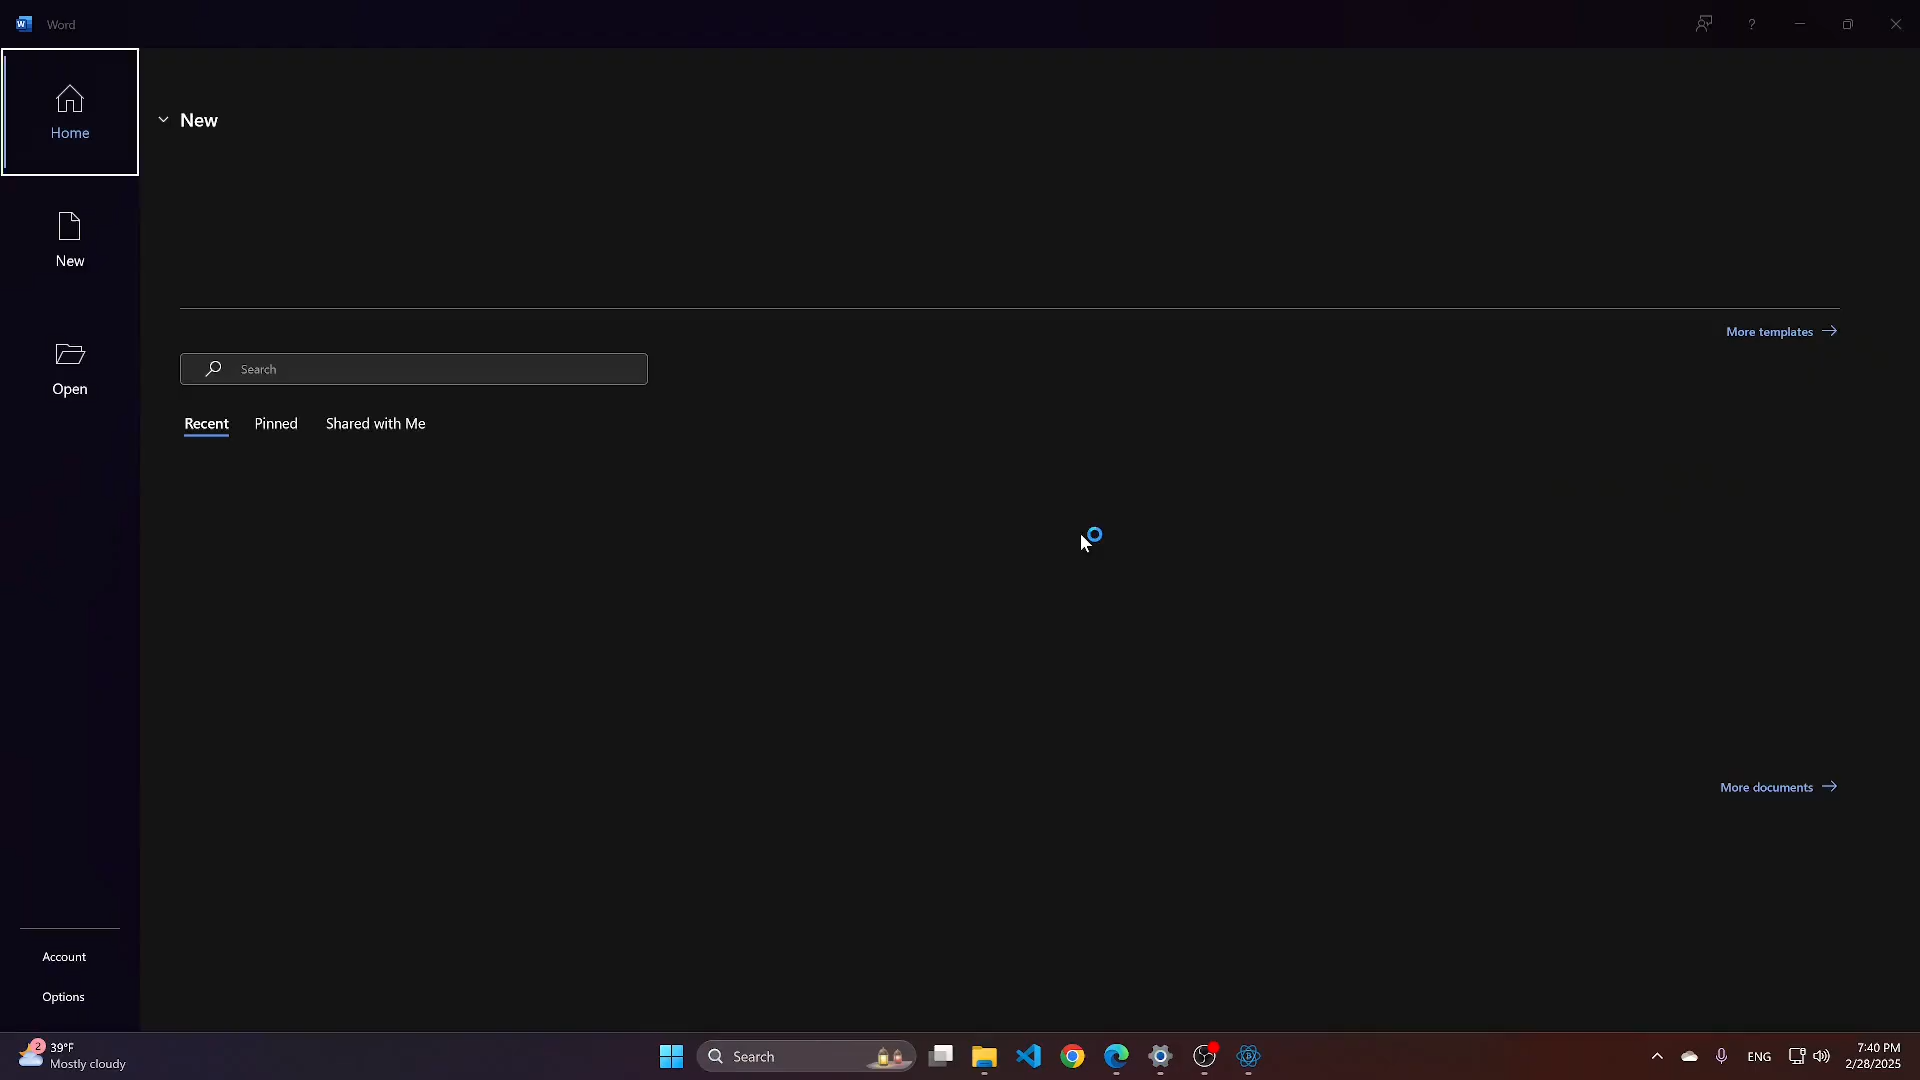 Word
Home
New
New
Open
More templates
Search
Recent Pinned Shared with Me
More documents
Account
Options
2
39°F
Mostly cloudy
Search
ENG
7:40 PM
2/28/2025